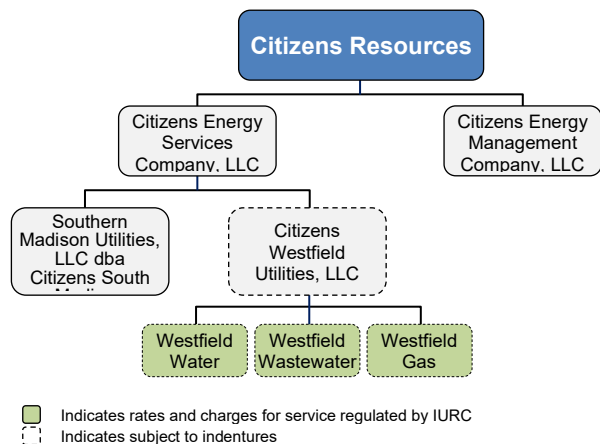 Citizens Resources
Citizens Energy
Services
Company, LLC
Citizens Energy
Management
Company, LLC
Southern
Madison Utilities,
LLC dba
Citizens South
Citizens
Westfield
Utilities, LLC
Westfield
Water
Westfield
Wastewater
Westfield
Gas
Indicates rates and charges for service regulated by IURC
Indicates subject to indentures